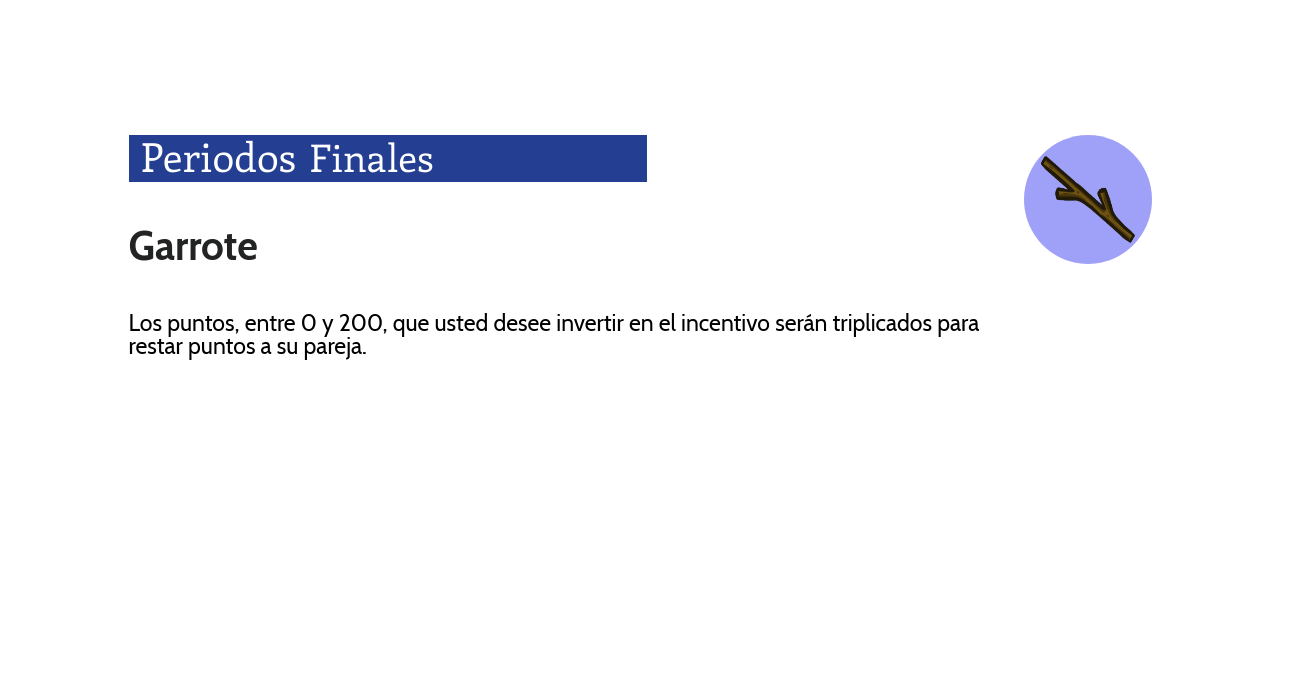 Periodos Finales
Garrote
Los puntos, entre 0 y 200, que usted desee invertir en el incentivo serán triplicados para
restar puntos a su pareja.